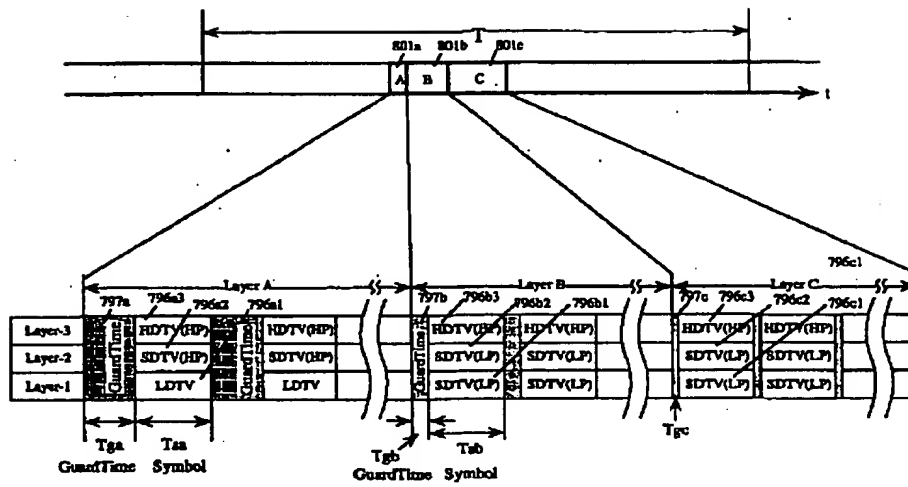 T
801a 801b 801c
A B C
t
796c1
Layer A Layer B Layer C
797a 796a3 796a2 796a1 797b 796b3 796b2 796b1 797c 796c3 796c2 796c1
Layer-3 GuardTime HDTV(HP) GuardTime HDTV(HP) GuardTime HDTV(HP) HDTV(HP) HDTV(HP) HDTV(HP)
Layer-2 SDTV(HP) SDTV(HP) SDTV(LP) SDTV(LP) SDTV(LP) SDTV(LP)
Layer-1 LDTV LDTV SDTV(LP) SDTV(LP) SDTV(LP) SDTV(LP)
Tga Tsa Tgb Tsb Tgc
GuardTime Symbol GuardTime Symbol